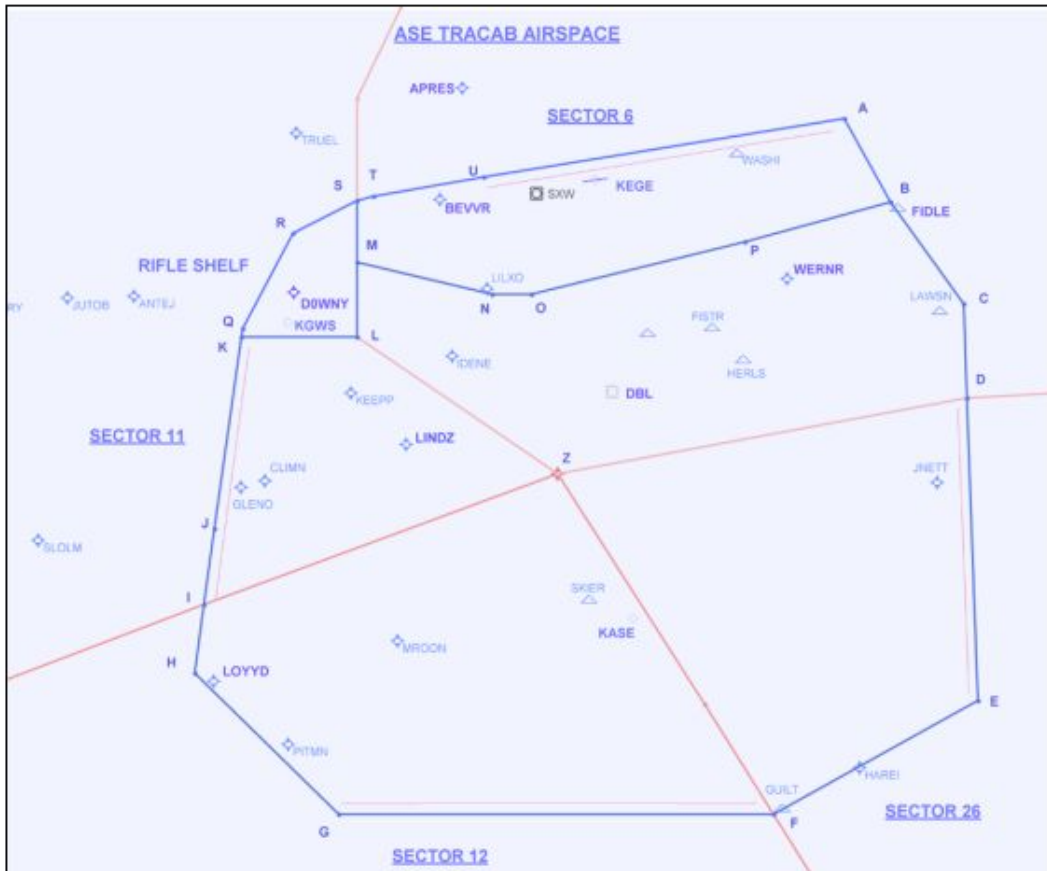 ASE TRACAB AIRSPACE
APRES
SECTOR 6
A
TRUEL
WASHI
U
KEGE
T
S
SXW
B
BEVVR
FIDLE
R
M
P
RIFLE SHELF
WERNR
LILXO
RY
JUTOB
ANTEJ
D0WNY
N
O
LAWSN
C
Q
KGWS
FISTR
K
L
IDENE
HERLS
D
KEEPP
DBL
SECTOR 11
LINDZ
Z
CLIMN
JNETT
GLENO
J
SLOLM
SKIER
I
KASE
MROON
H
LOYYD
E
PITMN
HAREI
GUILT
SECTOR 26
G
F
SECTOR 12